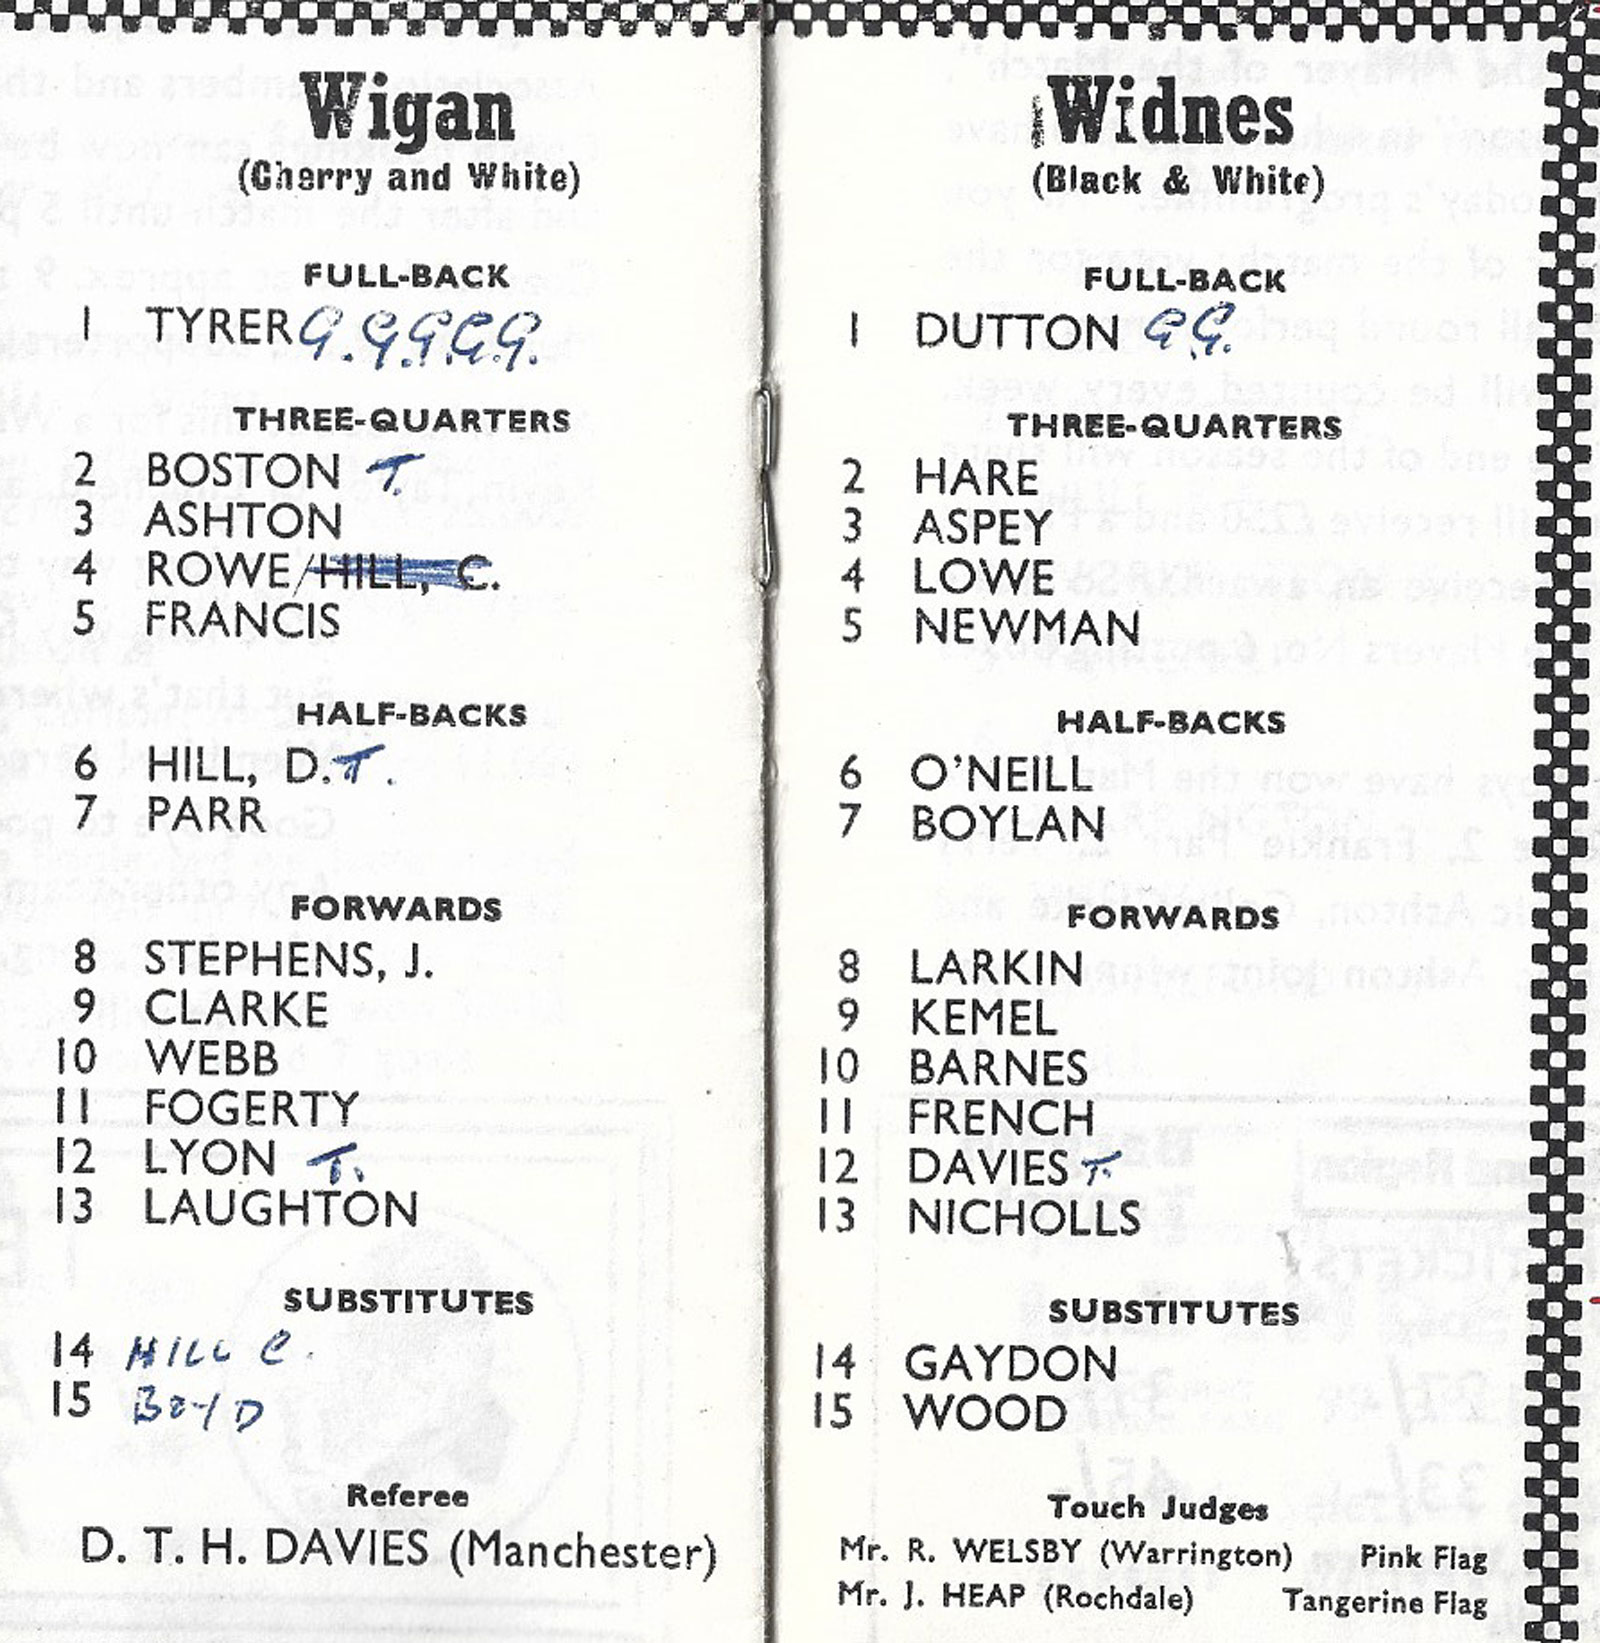 Wigan
(Cherry and White)
FULL-BACK
1 TYRER G.G.G.G.G.
THREE-QUARTERS
2 BOSTON T.
3 ASHTON
4 ROWE/HILL, C.
5 FRANCIS
HALF-BACKS
6 HILL, D. T.
7 PARR
FORWARDS
8 STEPHENS, J.
9 CLARKE
10 WEBB
11 FOGERTY
12 LYON T.
13 LAUGHTON
SUBSTITUTES
14 HILL C.
15 BOYD
Referee
D. T. H. DAVIES (Manchester)
Widnes
(Black & White)
FULL-BACK
1 DUTTON G.G.
THREE-QUARTERS
2 HARE
3 ASPEY
4 LOWE
5 NEWMAN
HALF-BACKS
6 O'NEILL
7 BOYLAN
FORWARDS
8 LARKIN
9 KEMEL
10 BARNES
11 FRENCH
12 DAVIES T.
13 NICHOLLS
SUBSTITUTES
14 GAYDON
15 WOOD
Touch Judges
Mr. R. WELSBY (Warrington) Pink Flag
Mr. J. HEAP (Rochdale) Tangerine Flag